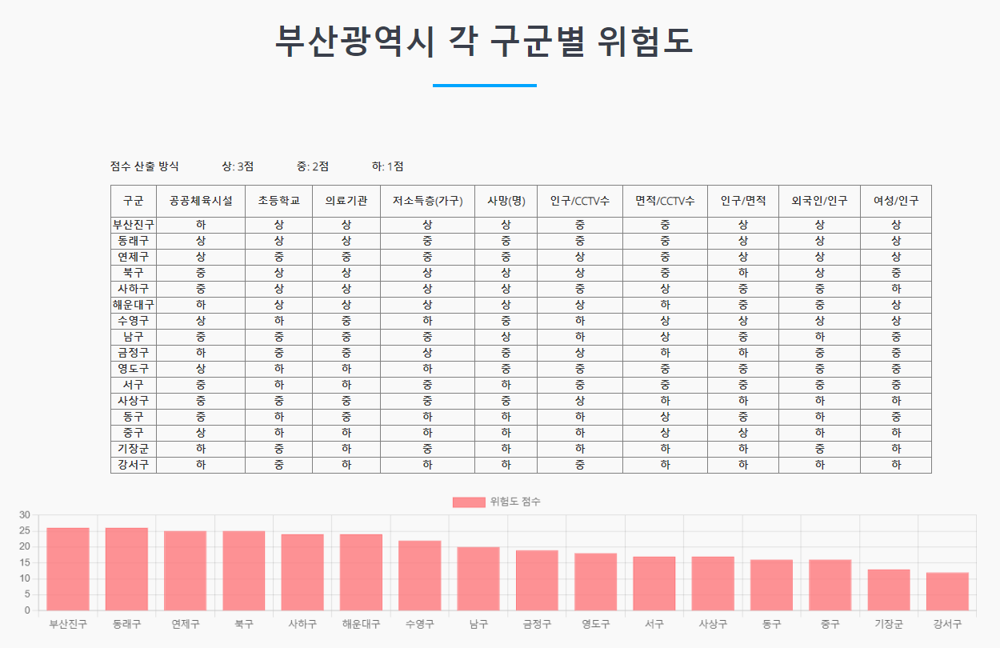 부산광역시 각 구군별 위험도
점수 산출 방식 상: 3점 중: 2점 하: 1점
구군 공공체육시설 초등학교 의료기관 저소득층(가구) 사망(명) 인구/CCTV수 면적/CCTV수 인구/면적 외국인/인구 여성/인구
부산진구 하 상 상 상 상 중 중 상 상 상
동래구 상 상 상 중 중 중 중 상 상 상
연제구 상 중 중 중 중 상 중 상 상 상
북구 중 상 상 상 상 상 중 하 상 중
사하구 중 상 상 상 상 중 상 중 중 하
해운대구 하 상 상 상 상 상 하 중 중 상
수영구 상 하 중 하 중 하 상 상 상 상
남구 중 중 중 중 상 하 상 중 하 중
금정구 하 중 중 상 중 상 하 하 중 중
영도구 상 하 하 하 중 중 중 중 중 중
서구 중 하 하 중 하 중 중 중 중 중
사상구 중 중 중 중 중 상 하 하 하 하
동구 중 하 중 하 하 하 상 중 하 중
중구 상 하 하 하 하 하 상 상 하 하
기장군 하 중 하 중 하 하 하 하 중 하
강서구 하 중 하 하 하 중 하 하 하 하
위험도 점수
30
25
20
15
10
5
0
부산진구 동래구 연제구 북구 사하구 해운대구 수영구 남구 금정구 영도구 서구 사상구 동구 중구 기장군 강서구